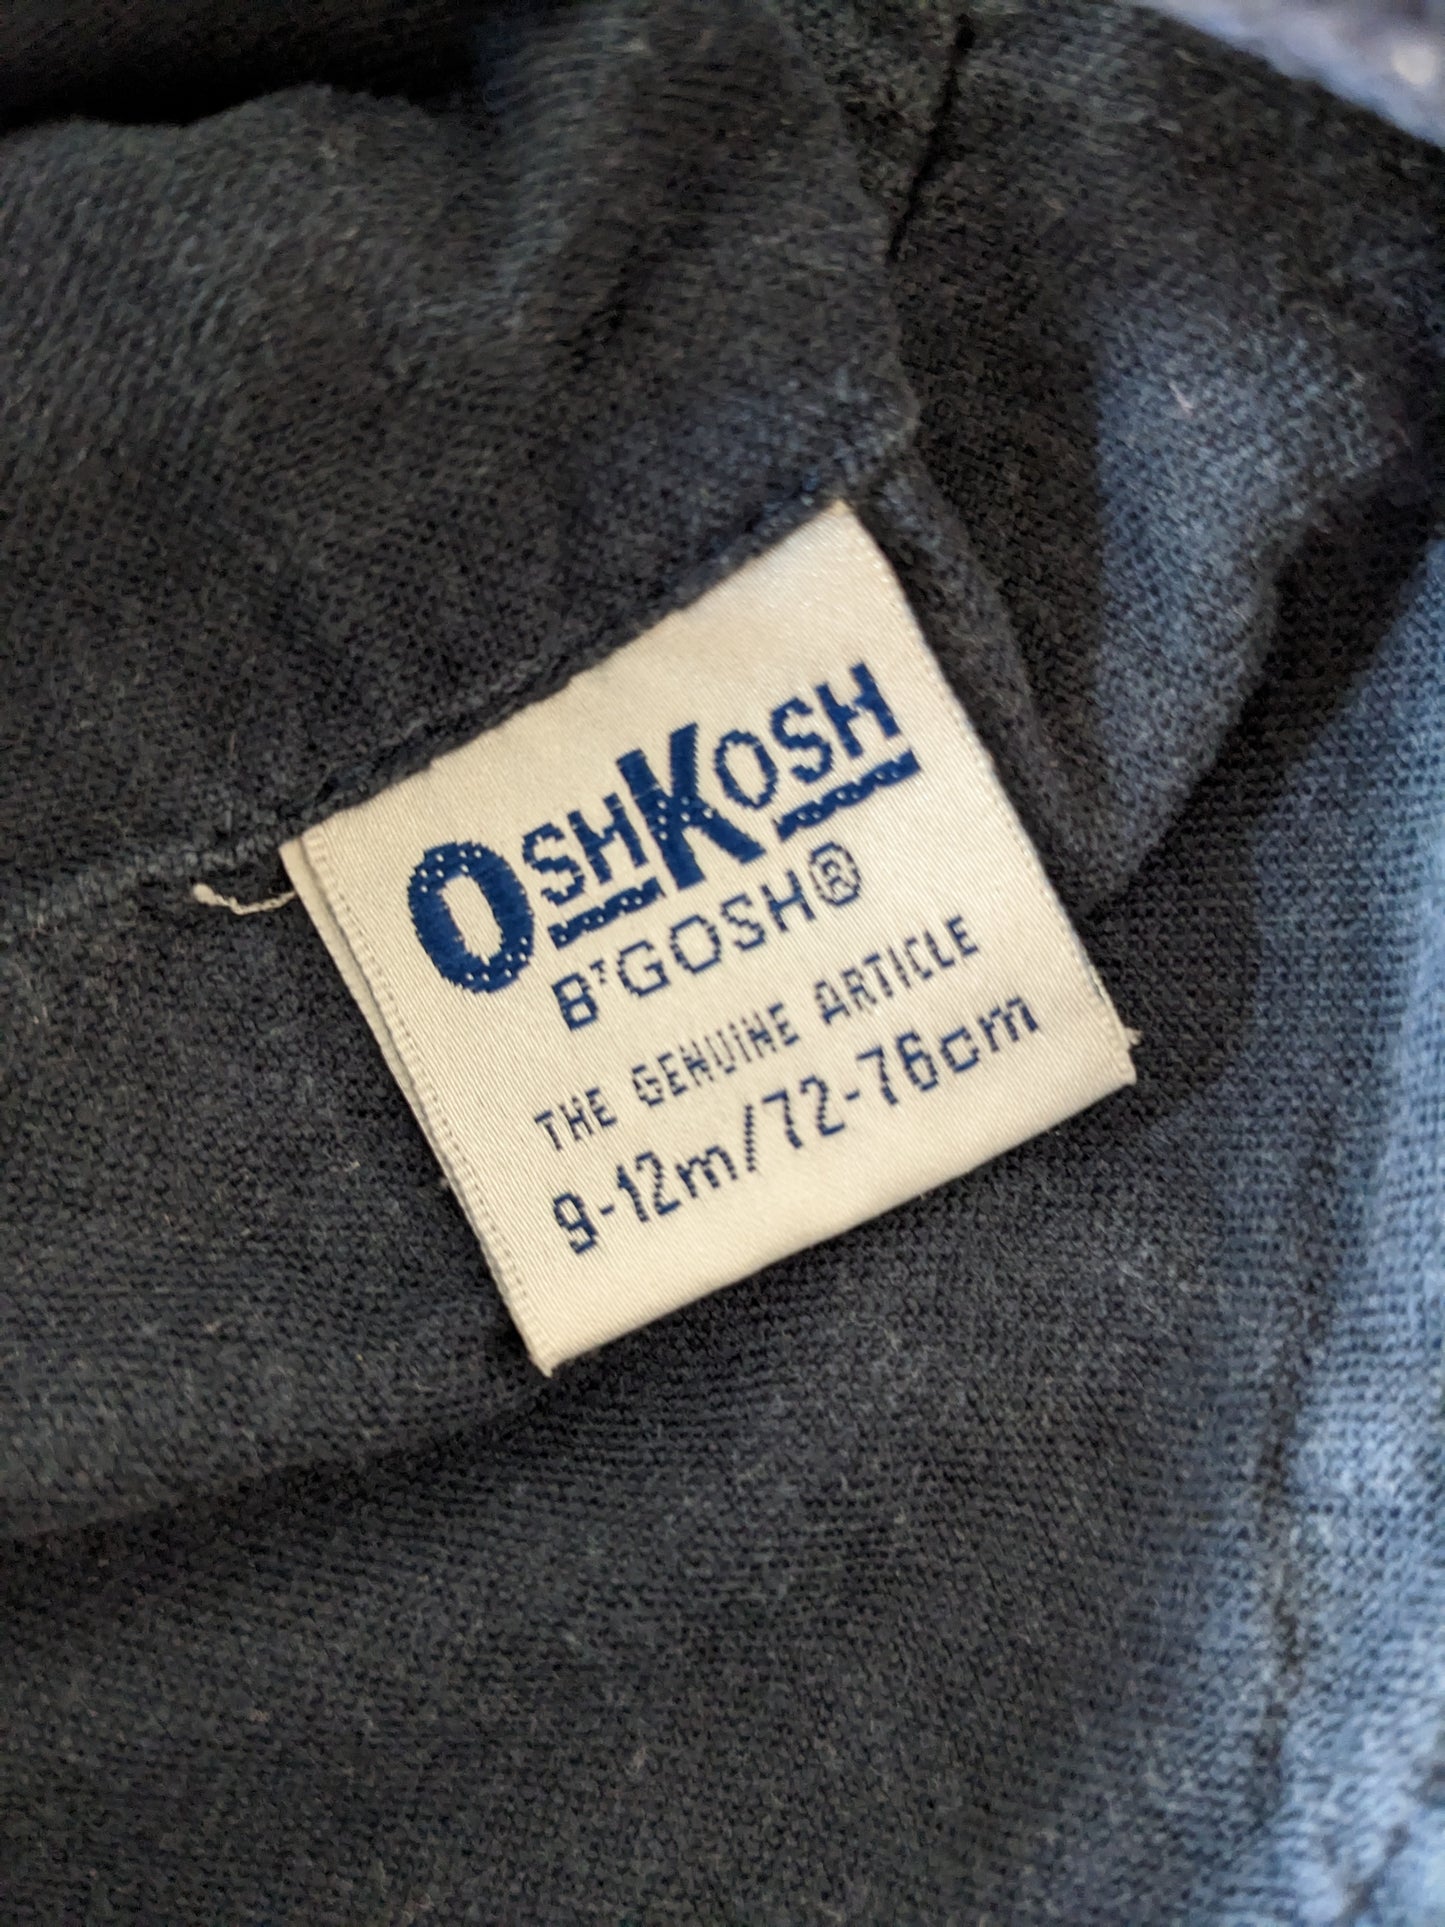 OSHKOSH
B'GOSH®
THE GENUINE ARTICLE
9-12m/72-76cm